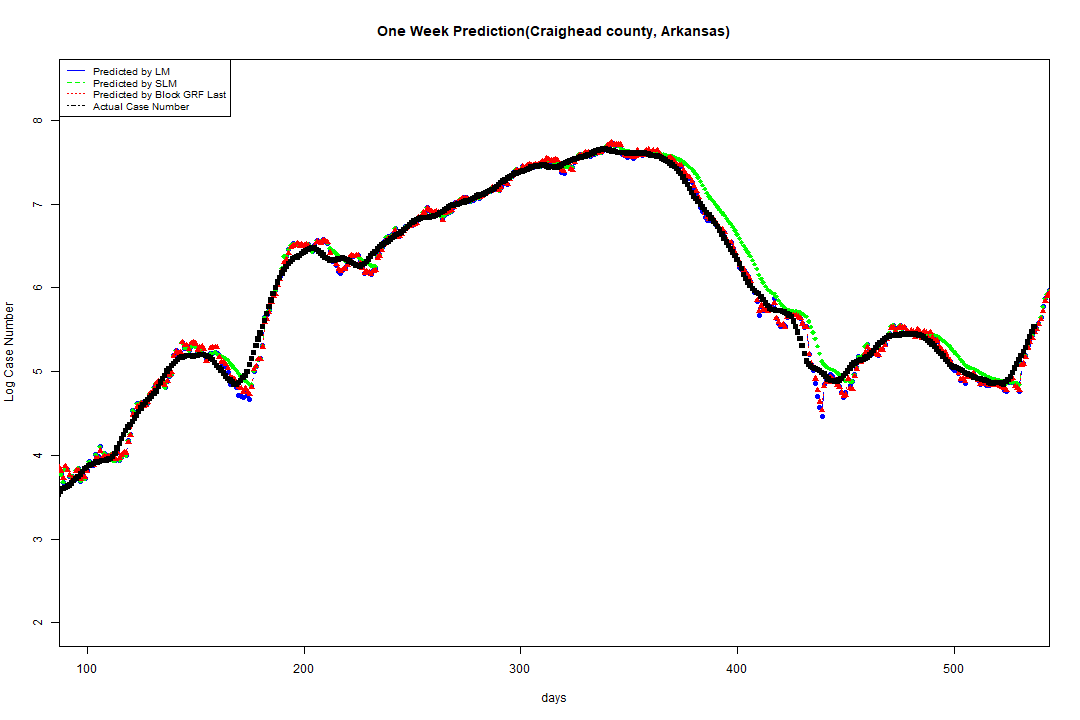 One Week Prediction(Craighead county, Arkansas)
Predicted by LM
Predicted by SLM
Predicted by Block GRF Last
Actual Case Number
8
7
6
5
4
3
2
Log Case Number
100 200 300 400 500
days